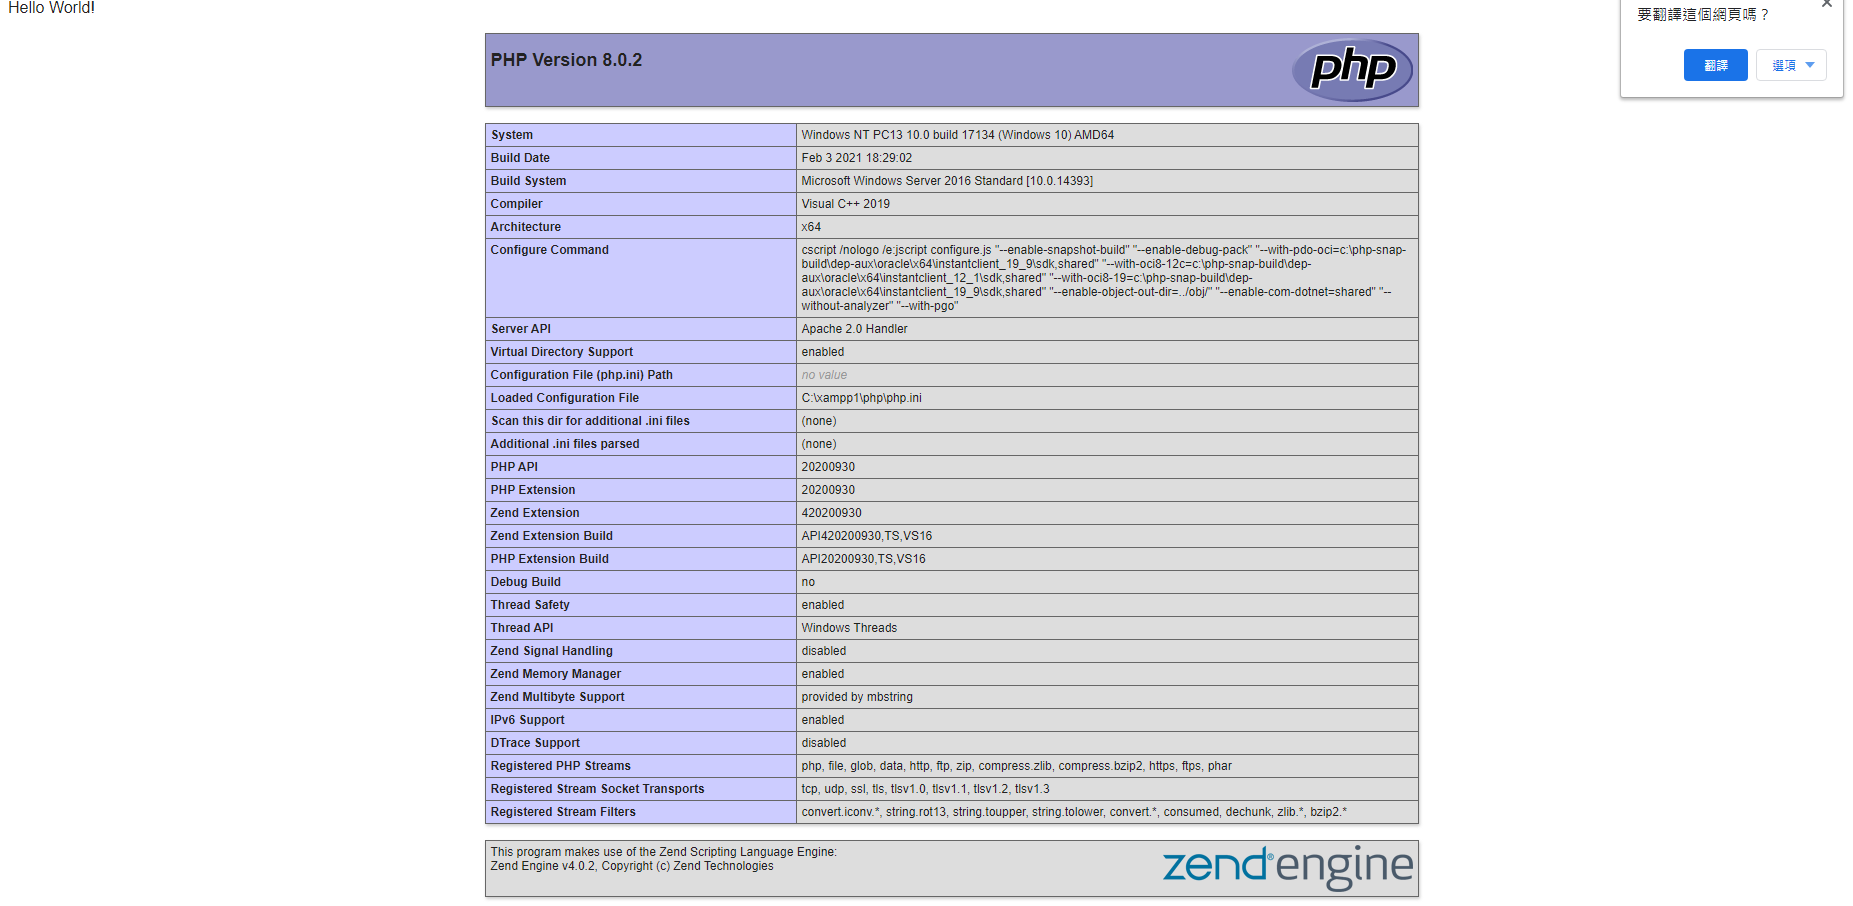 Hello World!
要翻譯這個網頁嗎？
翻譯 選項
PHP Version 8.0.2
php
System Windows NT PC13 10.0 build 17134 (Windows 10) AMD64
Build Date Feb 3 2021 18:29:02
Build System Microsoft Windows Server 2016 Standard [10.0.14393]
Compiler Visual C++ 2019
Architecture x64
Configure Command cscript /nologo /e:jscript configure.js "--enable-snapshot-build" "--enable-debug-pack" "--with-pdo-oci=c:\php-snap-
build\dep-aux\oracle\x64\instantclient_19_9\sdk,shared" "--with-oci8-12c=c:\php-snap-build\dep-
aux\oracle\x64\instantclient_12_1\sdk,shared" "--with-oci8-19=c:\php-snap-build\dep-
aux\oracle\x64\instantclient_19_9\sdk,shared" "--enable-object-out-dir=../obj/" "--enable-com-dotnet=shared" "--
without-analyzer" "--with-pgo"
Server API Apache 2.0 Handler
Virtual Directory Support enabled
Configuration File (php.ini) Path no value
Loaded Configuration File C:\xampp1\php\php.ini
Scan this dir for additional .ini files (none)
Additional .ini files parsed (none)
PHP API 20200930
PHP Extension 20200930
Zend Extension 420200930
Zend Extension Build API420200930,TS,VS16
PHP Extension Build API20200930,TS,VS16
Debug Build no
Thread Safety enabled
Thread API Windows Threads
Zend Signal Handling disabled
Zend Memory Manager enabled
Zend Multibyte Support provided by mbstring
IPv6 Support enabled
DTrace Support disabled
Registered PHP Streams php, file, glob, data, http, ftp, zip, compress.zlib, compress.bzip2, https, ftps, phar
Registered Stream Socket Transports tcp, udp, ssl, tls, tlsv1.0, tlsv1.1, tlsv1.2, tlsv1.3
Registered Stream Filters convert.iconv.*, string.rot13, string.toupper, string.tolower, convert.*, consumed, dechunk, zlib.*, bzip2.*
This program makes use of the Zend Scripting Language Engine:
Zend Engine v4.0.2, Copyright (c) Zend Technologies
zend®engine